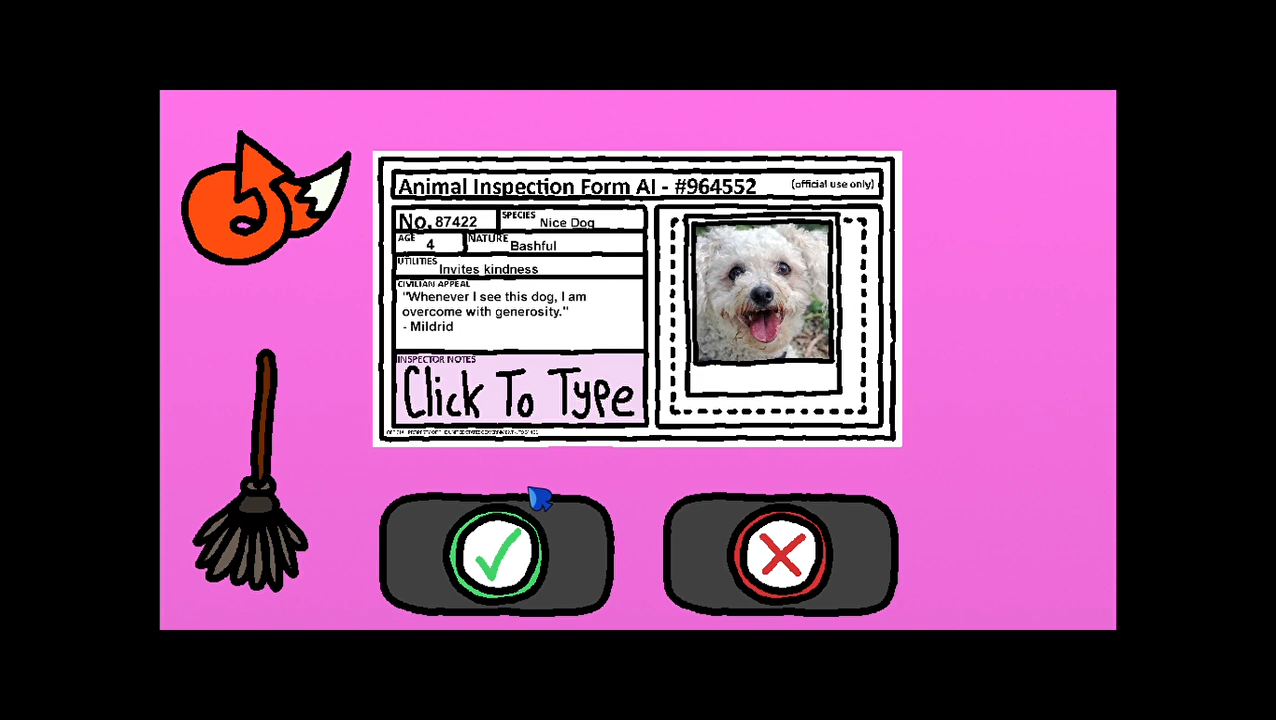 Animal Inspection Form AI - #964552 (official use only)
No. 87422 SPECIES Nice Dog
AGE 4 NATURE Bashful
UTILITIES Invites kindness
CIVILIAN APPEAL
"Whenever I see this dog, I am
overcome with generosity."
- Mildrid
INSPECTOR NOTES
Click To Type